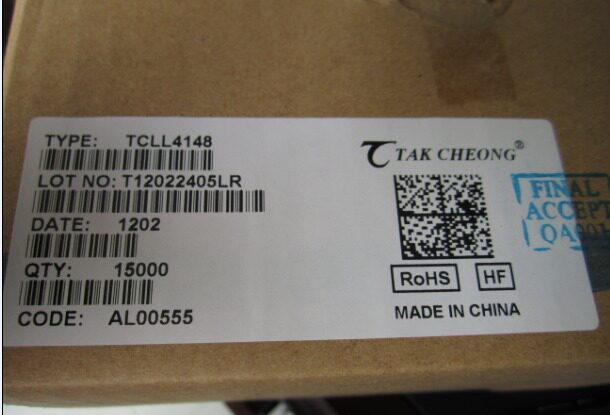 TYPE: TCLL4148
LOT NO: T12022405LR
DATE: 1202
QTY: 15000
CODE: AL00555
TAK CHEONG®
RoHS HF
MADE IN CHINA
FINAL
ACCEPT
QA001